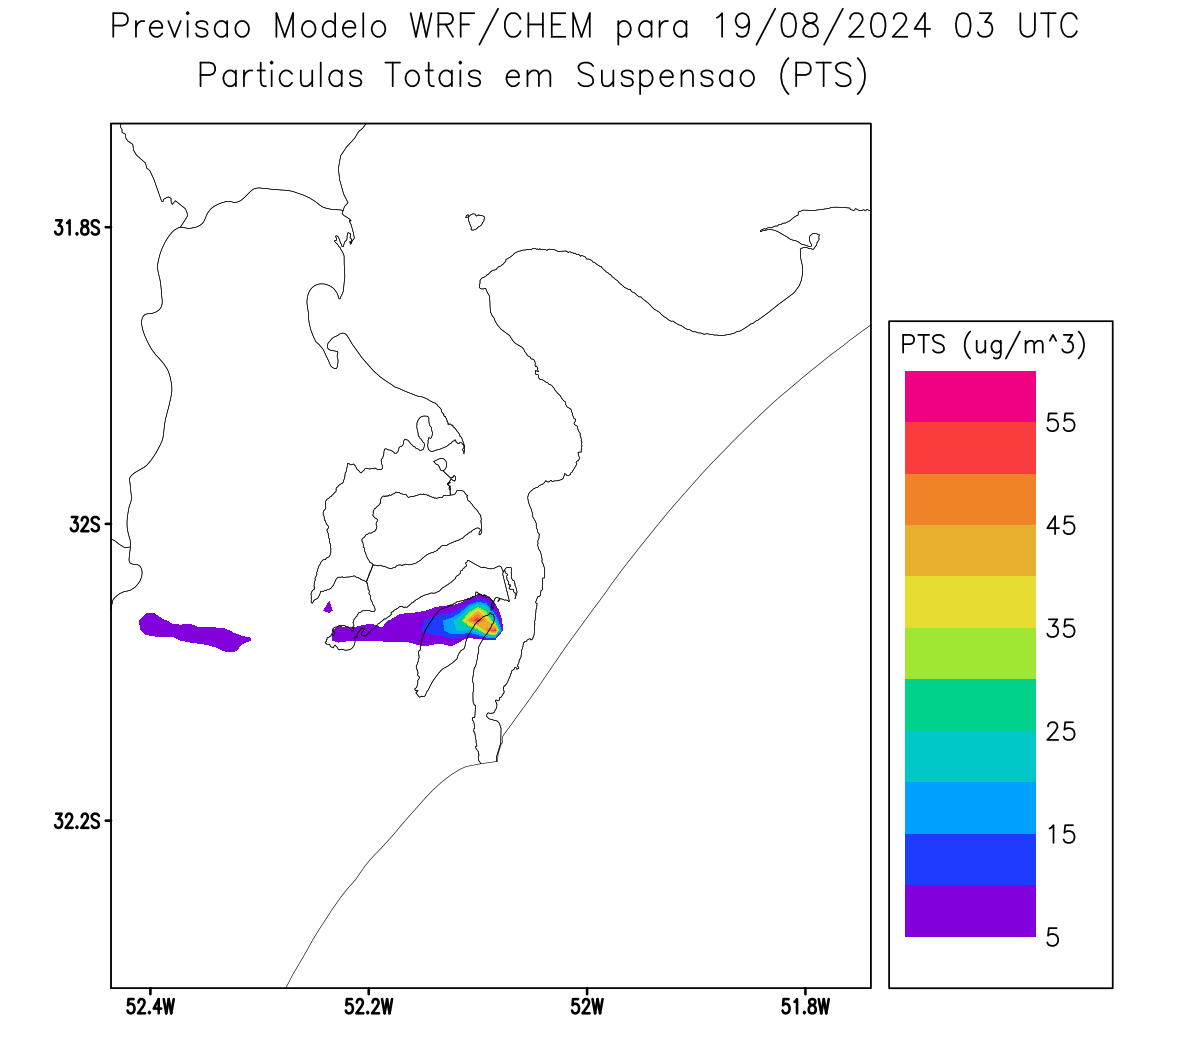 Previsao Modelo WRF/CHEM para 19/08/2024 03 UTC
Particulas Totais em Suspensao (PTS)
31.8S
32S
32.2S
52.4W
52.2W
52W
51.8W
PTS (ug/m^3)
55
45
35
25
15
5